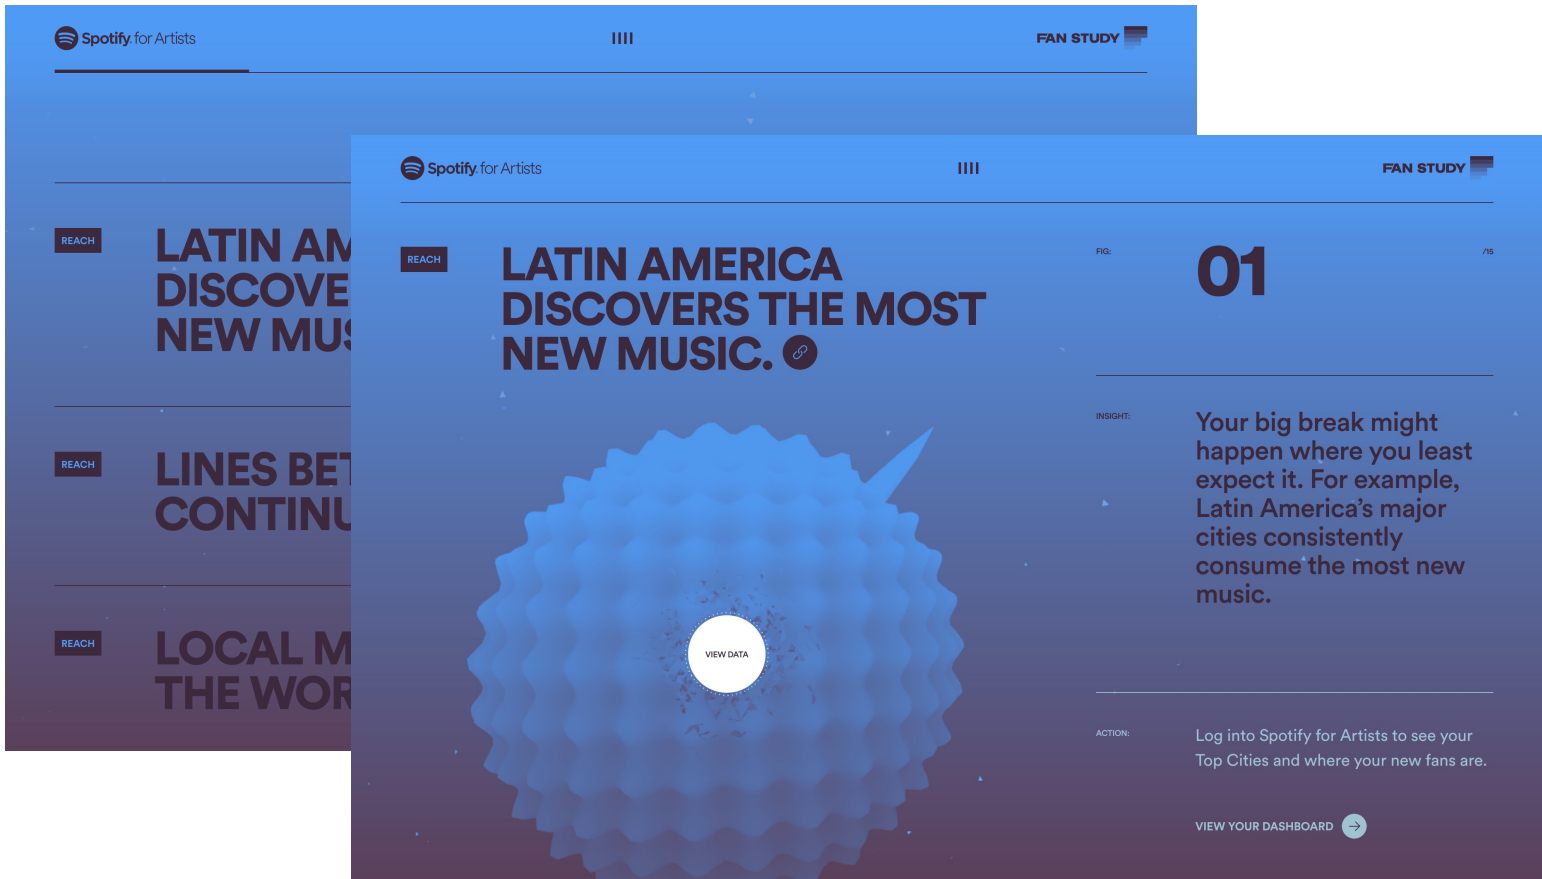 Spotify for Artists
FAN STUDY
REACH
LATIN AM
DISCOVE
NEW MUS
REACH
LINES BET
CONTINU
REACH
LOCAL M
THE WOR
Spotify for Artists
FAN STUDY
REACH
LATIN AMERICA
DISCOVERS THE MOST
NEW MUSIC.
VIEW DATA
FIG:
01
/15
INSIGHT:
Your big break might
happen where you least
expect it. For example,
Latin America’s major
cities consistently
consume the most new
music.
ACTION:
Log into Spotify for Artists to see your
Top Cities and where your new fans are.
VIEW YOUR DASHBOARD